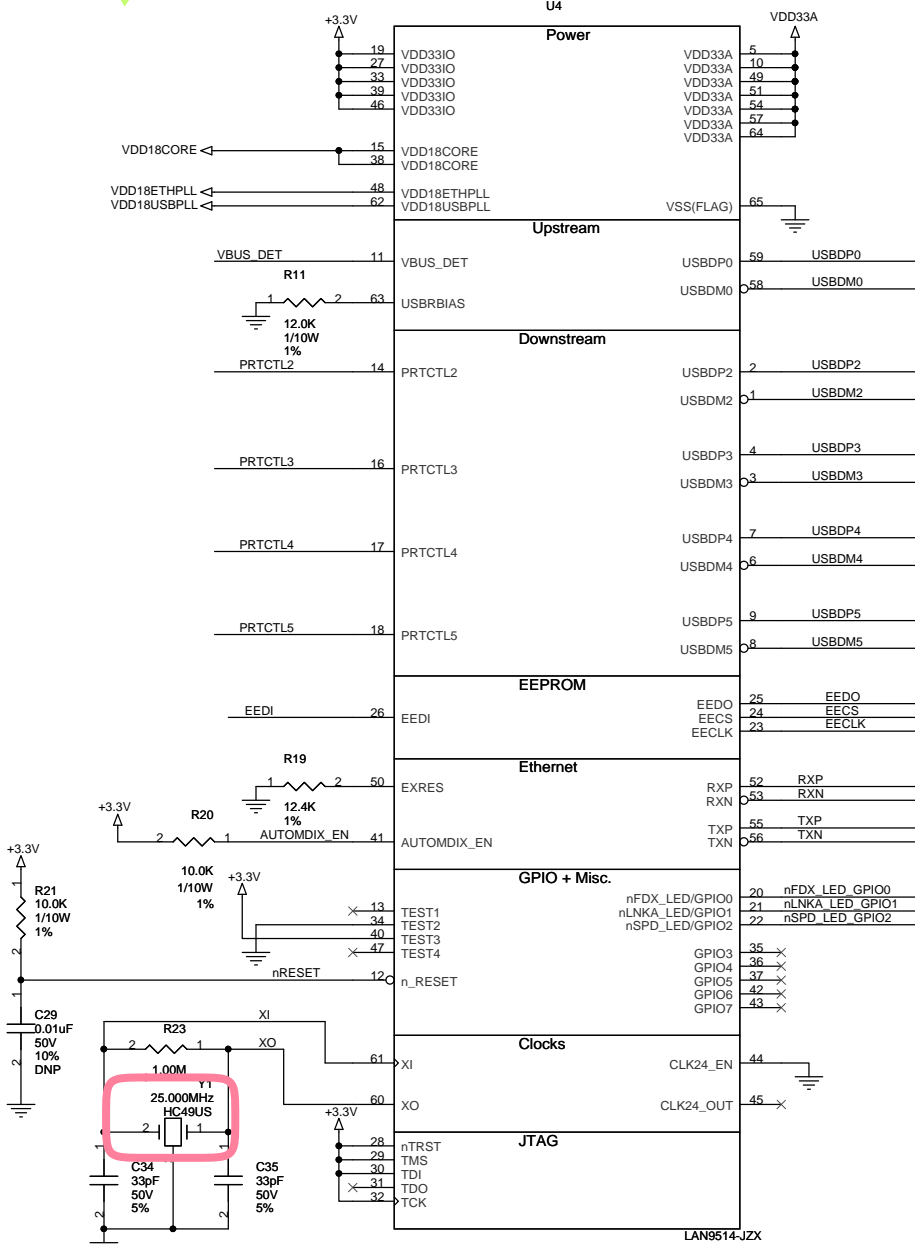 U4
+3.3V
VDD33A
Power
19 VDD33IO VDD33A 5
27 VDD33IO VDD33A 10
33 VDD33IO VDD33A 49
39 VDD33IO VDD33A 51
46 VDD33IO VDD33A 54
VDD33A 57
VDD33A 64
VDD18CORE 15 VDD18CORE
38 VDD18CORE
VDD18ETHPLL 48 VDD18ETHPLL
VDD18USBPLL 62 VDD18USBPLL VSS(FLAG) 65
Upstream
VBUS_DET 11 VBUS_DET USBDP0 59 USBDP0
R11
USBDM0 58 USBDM0
1 2 63 USBRBIAS
12.0K
1/10W
1%
Downstream
PRTCTL2 14 PRTCTL2 USBDP2 2 USBDP2
USBDM2 1 USBDM2
PRTCTL3 16 PRTCTL3 USBDP3 4 USBDP3
USBDM3 3 USBDM3
PRTCTL4 17 PRTCTL4 USBDP4 7 USBDP4
USBDM4 6 USBDM4
PRTCTL5 18 PRTCTL5 USBDP5 9 USBDP5
USBDM5 8 USBDM5
EEPROM
EEDI 26 EEDI EEDO 25 EEDO
EECS 24 EECS
EECLK 23 EECLK
Ethernet
R19
1 2 50 EXRES RXP 52 RXP
RXN 53 RXN
12.4K
1%
+3.3V
R20
2 1 AUTOMDIX_EN 41 AUTOMDIX_EN TXP 55 TXP
TXN 56 TXN
10.0K
1/10W
1%
+3.3V
+3.3V
GPIO + Misc.
1
R21
10.0K
1/10W
1%
2
13 TEST1 nFDX_LED/GPIO0 20 nFDX_LED_GPIO0
34 TEST2 nLNKA_LED/GPIO1 21 nLNKA_LED_GPIO1
40 TEST3 nSPD_LED/GPIO2 22 nSPD_LED_GPIO2
47 TEST4 GPIO3 35
GPIO4 36
nRESET 12 n_RESET GPIO5 37
GPIO6 42
GPIO7 43
1
C29
0.01uF
50V
10%
DNP
2
XI
R23
XO
2 1
1.00M
Clocks
61 XI CLK24_EN 44
60 XO CLK24_OUT 45
Y1
25.000MHz
HC49US
2 1
+3.3V
JTAG
28 nTRST
29 TMS
30 TDI
31 TDO
32 TCK
1
C34
33pF
50V
5%
2
1
C35
33pF
50V
5%
2
LAN9514-JZX